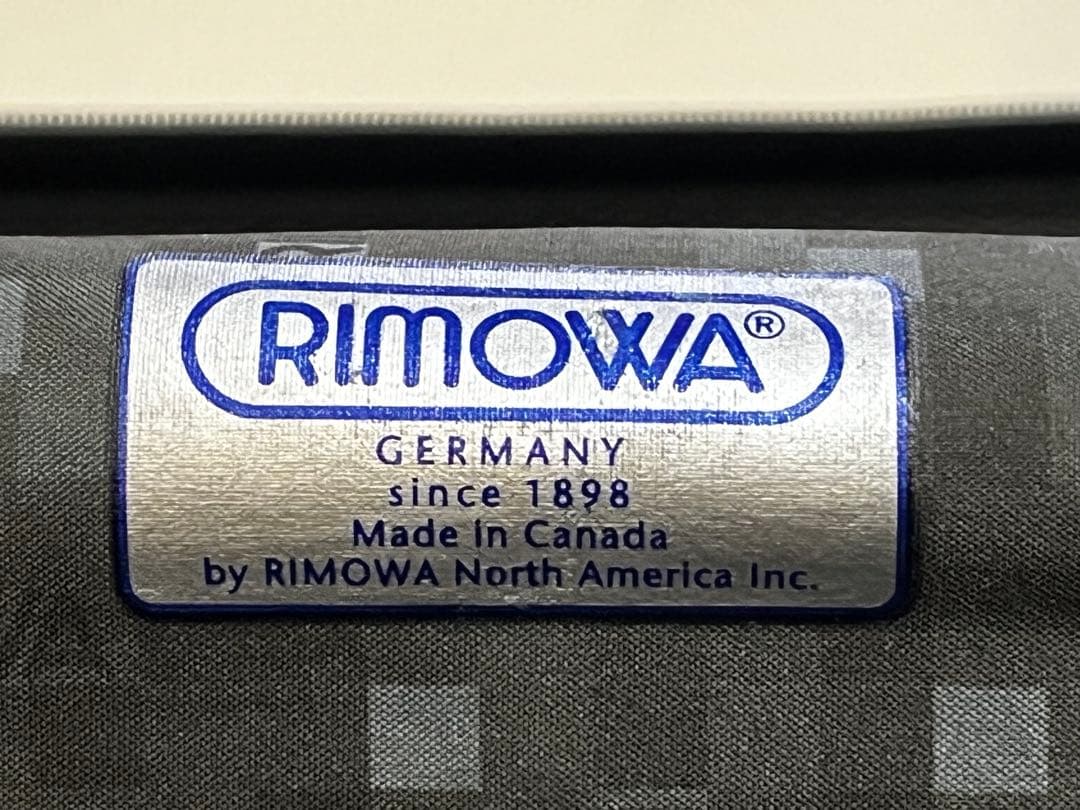 RIMOWA®
GERMANY
since 1898
Made in Canada
by RIMOWA North America Inc.